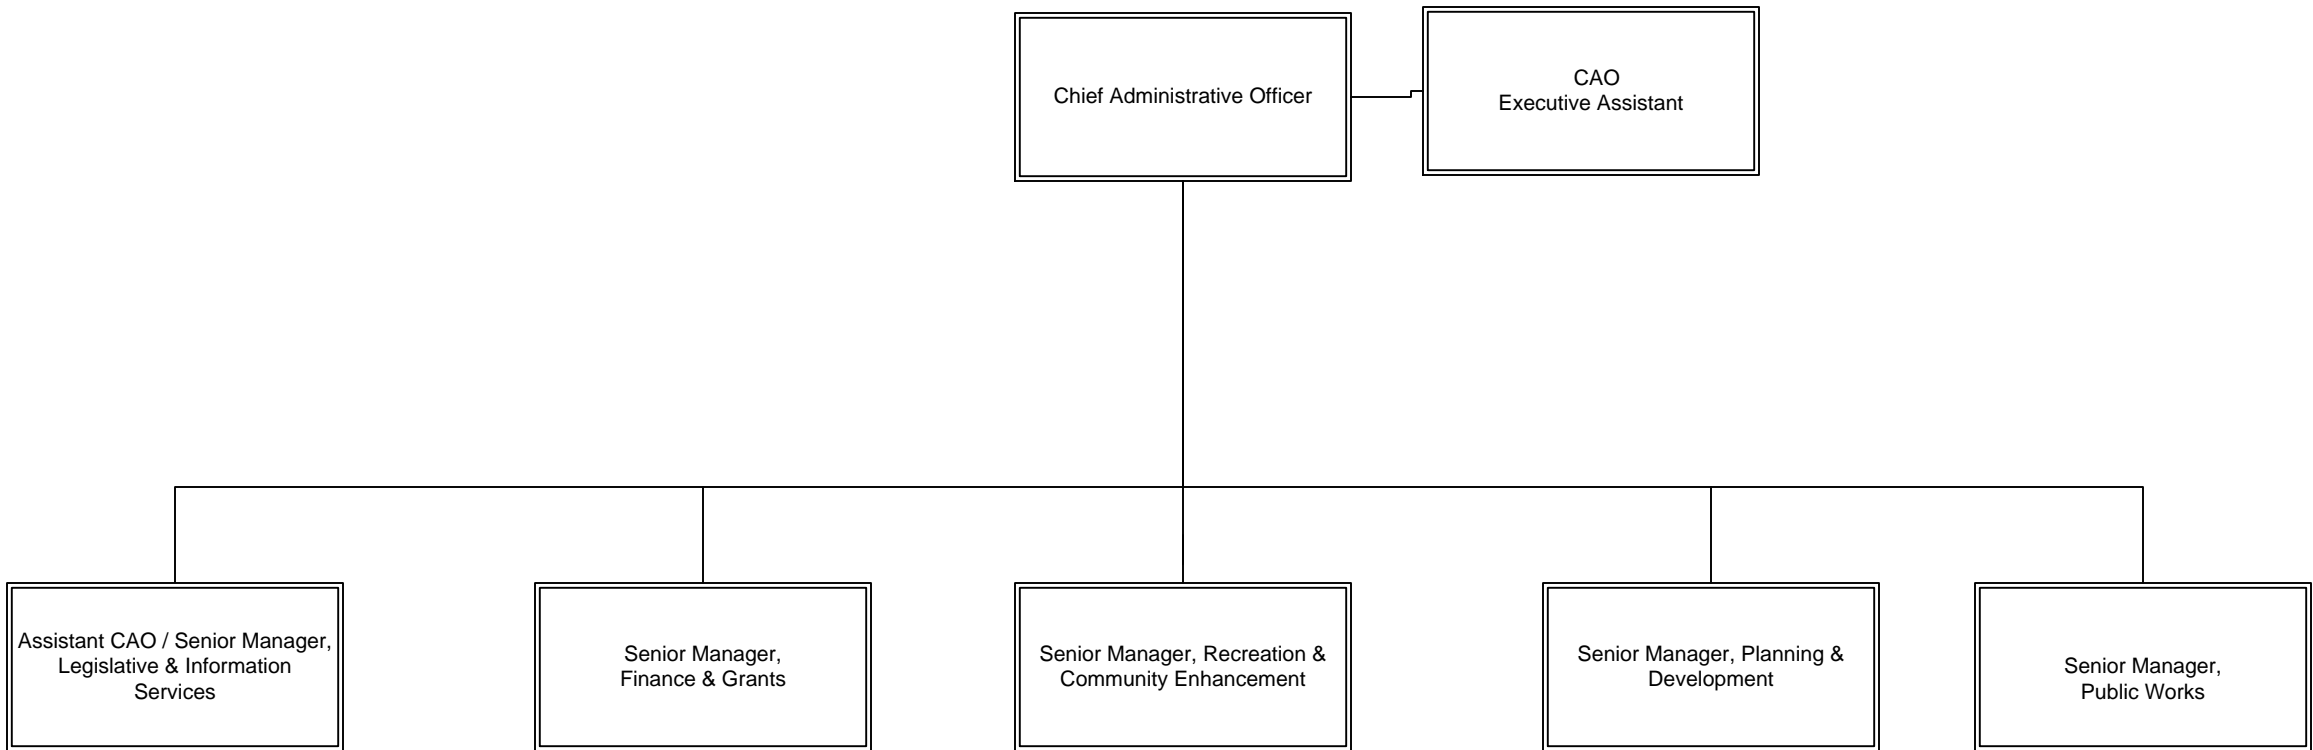 Chief Administrative Officer
CAO
Executive Assistant
Assistant CAO / Senior Manager,
Legislative & Information
Services
Senior Manager,
Finance & Grants
Senior Manager, Recreation &
Community Enhancement
Senior Manager, Planning &
Development
Senior Manager,
Public Works